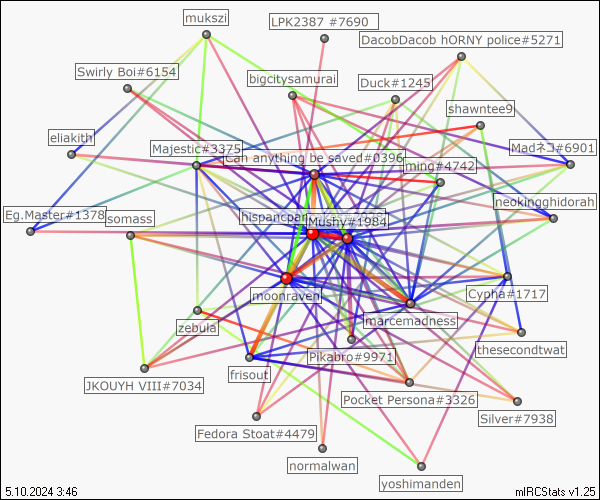 mukszi
LPK2387 #7690
DacobDacob hORNY police#5271
Swirly Boi#6154
bigcitysamurai
Duck#1245
shawntee9
eliakith
Majestic#3375
Can anything be saved#0396
ming#4742
Madネコ#6901
neokingghidorah
Eg.Master#1378
somass
Mushy#1984
moonraven
Cypha#1717
marcemadness
zebula
thesecondtwat
Pikabro#9971
frisout
JKOUYH VIII#7034
Pocket Persona#3326
Silver#7938
Fedora Stoat#4479
normalwan
yoshimanden
5.10.2024 3:46
mIRCStats v1.25